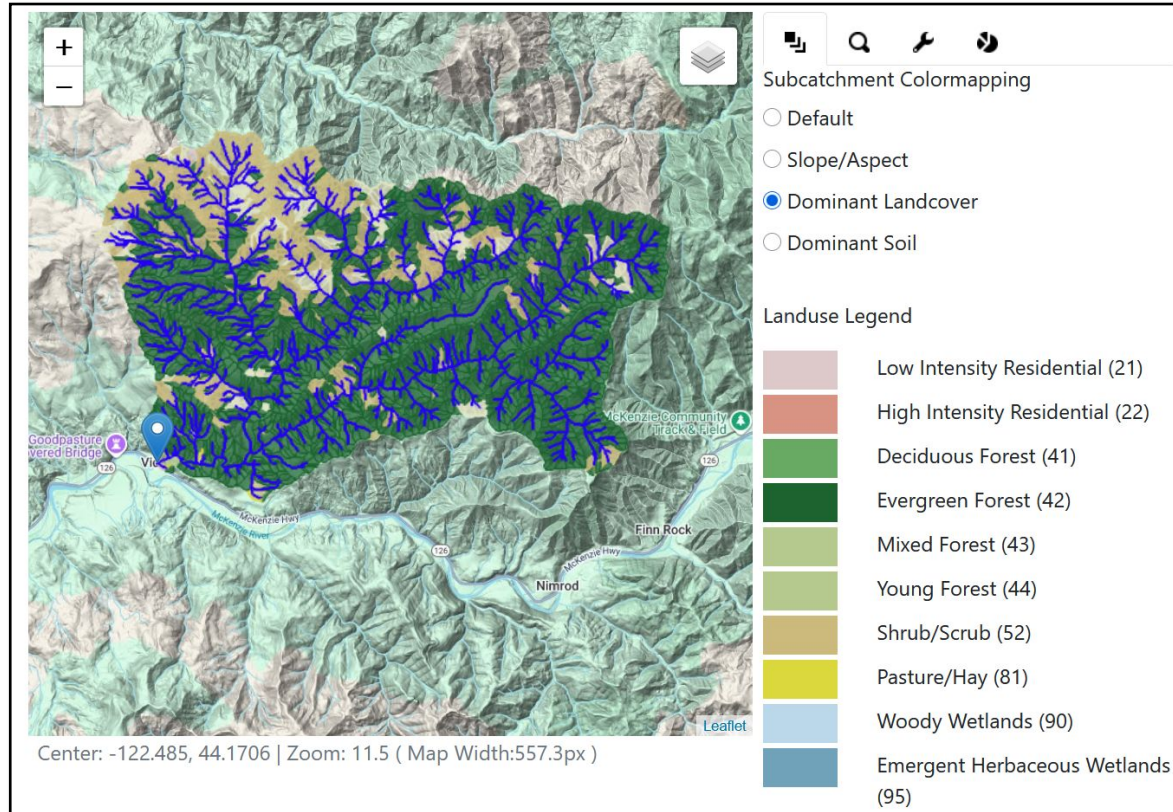 +
−
Goodpasture
vered Bridge
Vi
126
McKenzie Hwy
McKenzie River
126
McKenzie Hwy
Nimrod
Finn Rock
126
McKenzie Community
Track & Field
Leaflet
Center: -122.485, 44.1706 | Zoom: 11.5 ( Map Width:557.3px )
Subcatchment Colormapping
Default
Slope/Aspect
Dominant Landcover
Dominant Soil
Landuse Legend
Low Intensity Residential (21)
High Intensity Residential (22)
Deciduous Forest (41)
Evergreen Forest (42)
Mixed Forest (43)
Young Forest (44)
Shrub/Scrub (52)
Pasture/Hay (81)
Woody Wetlands (90)
Emergent Herbaceous Wetlands
(95)